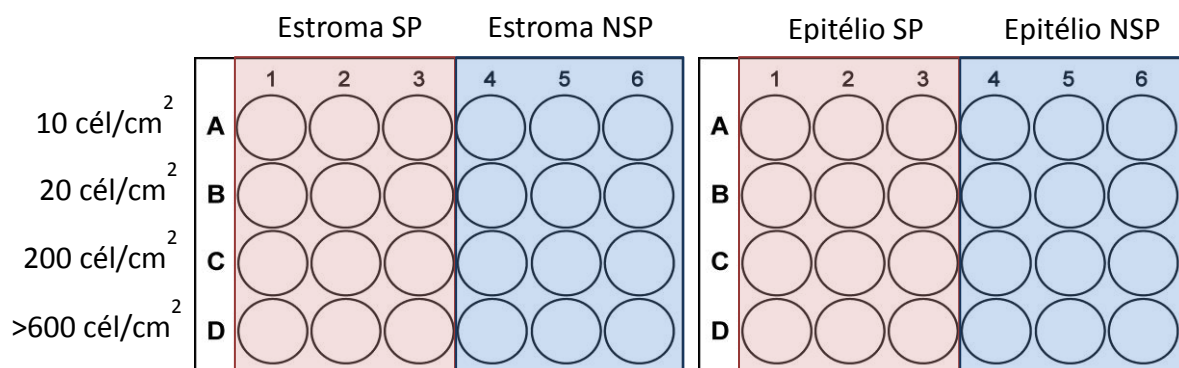 Estroma SP Estroma NSP Epitélio SP Epitélio NSP
1 2 3 4 5 6 1 2 3 4 5 6
10 cél/cm² A A
20 cél/cm² B B
200 cél/cm² C C
>600 cél/cm² D D